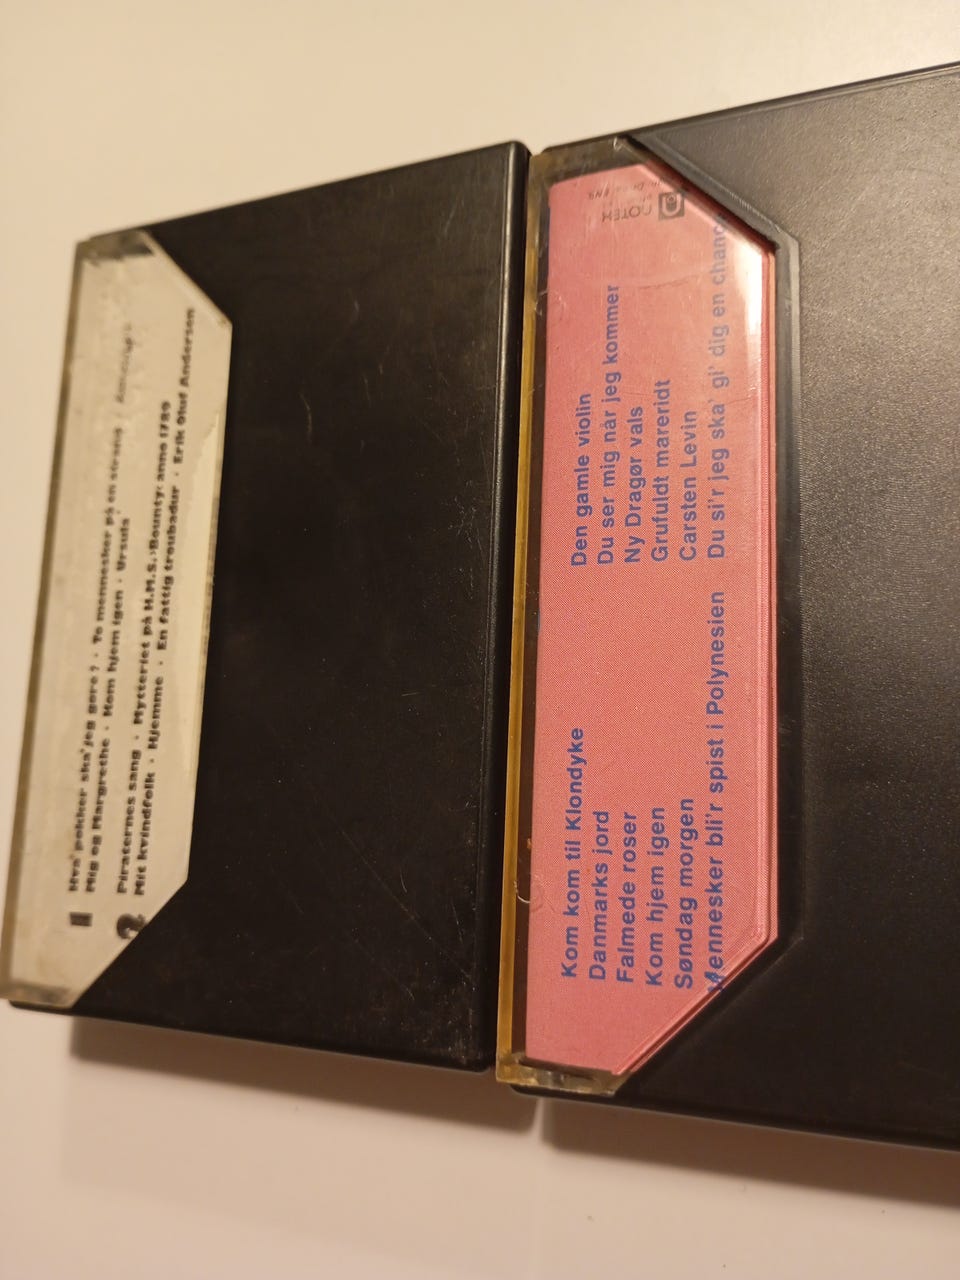 1 Hva' pokker ska' jeg gøre? · To mennesker på en strand
Mig og Margrethe · Kom hjem igen · Ursula'
2 Piraternes sang · Mytteriet på H.M.S. Bounty: anno 1789
Mit kvindfolk · Hjemme · En fattig troubadur · Erik Oluf Andersen
Kom kom til Klondyke
Danmarks jord
Falmede roser
Kom hjem igen
Søndag morgen
Mennesker bli'r spist i Polynesien
Den gamle violin
Du ser mig når jeg kommer
Ny Dragør vals
Grufuldt mareridt
Carsten Levin
Du si'r jeg ska' gi' dig en chance
NOTEX